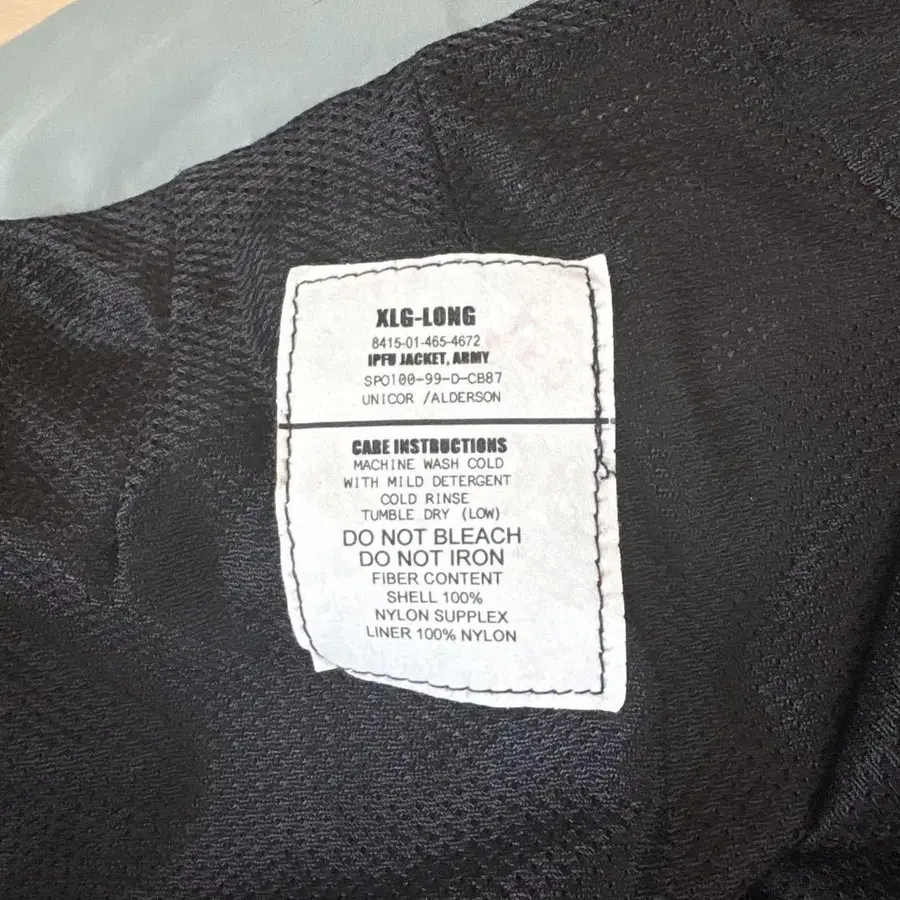 XLG-LONG
8415-01-465-4672
IPFU JACKET, ARMY
SPO100-99-D-CB87
UNICOR /ALDERSON
CARE INSTRUCTIONS
MACHINE WASH COLD
WITH MILD DETERGENT
COLD RINSE
TUMBLE DRY (LOW)
DO NOT BLEACH
DO NOT IRON
FIBER CONTENT
SHELL 100%
NYLON SUPPLEX
LINER 100% NYLON